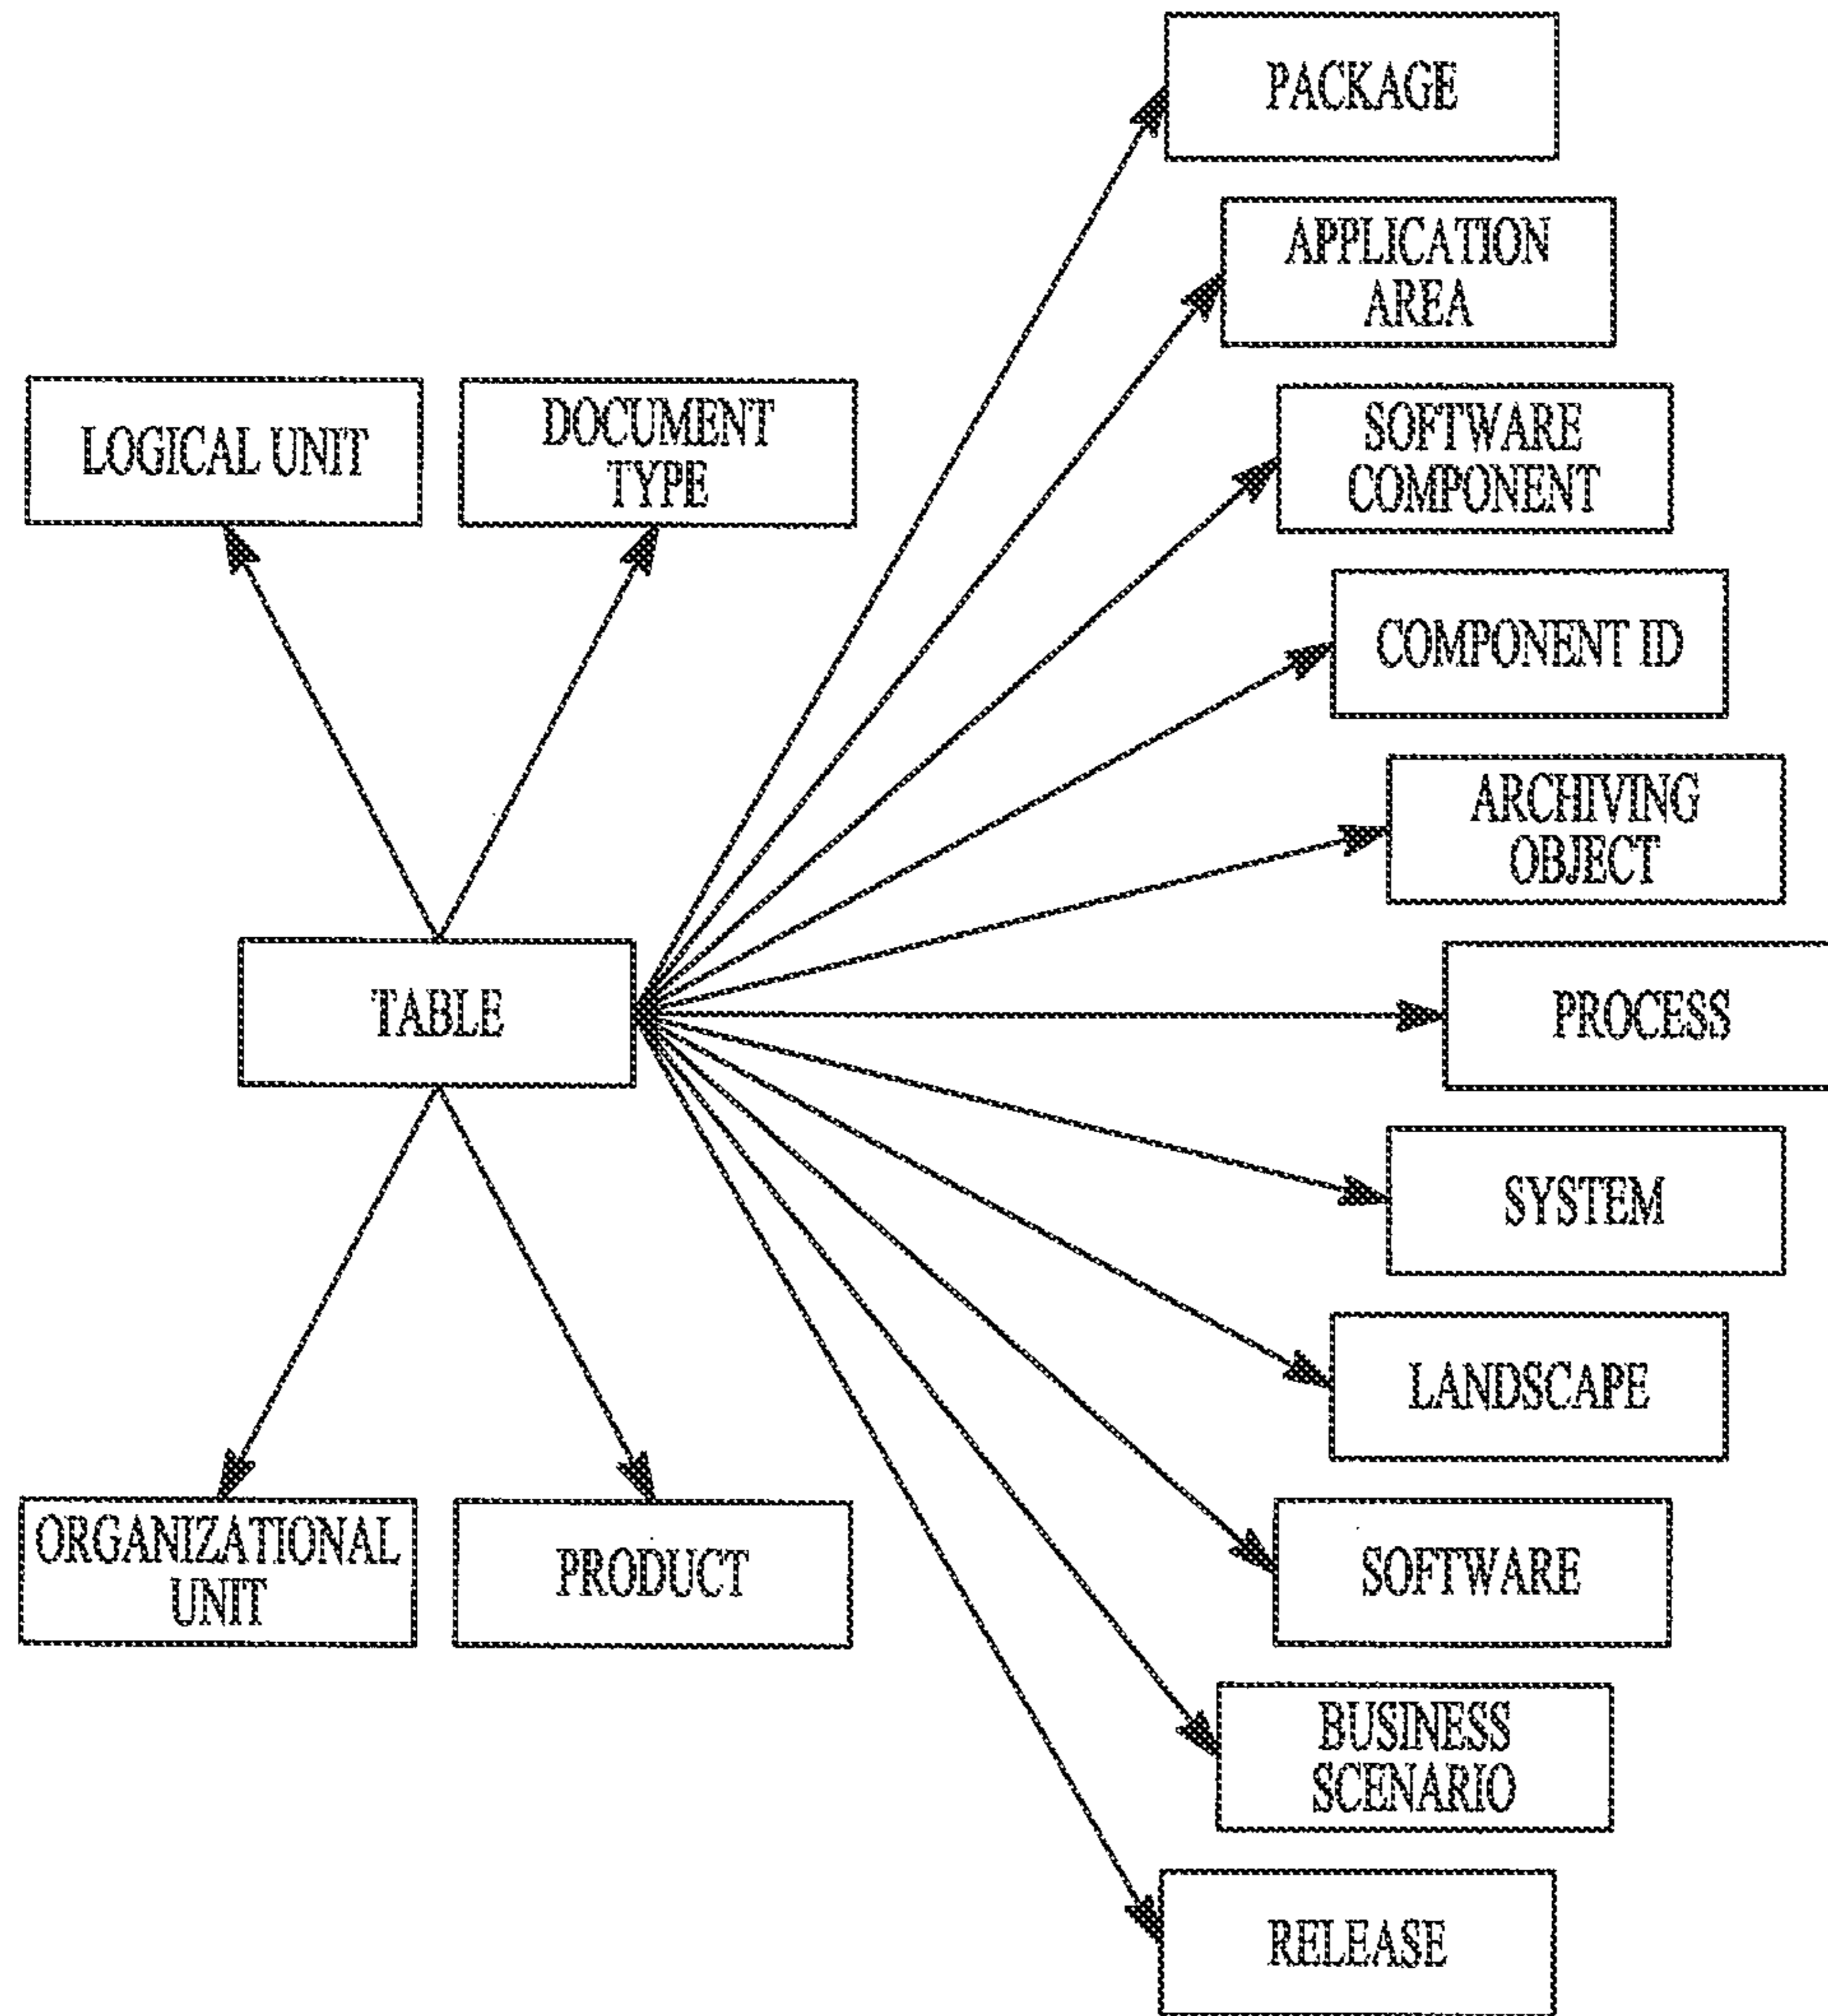 PACKAGE
APPLICATION
AREA
SOFTWARE
COMPONENT
LOGICAL UNIT
DOCUMENT
TYPE
COMPONENT ID
ARCHIVING
OBJECT
TABLE
PROCESS
SYSTEM
LANDSCAPE
ORGANIZATIONAL
UNIT
PRODUCT
SOFTWARE
BUSINESS
SCENARIO
RELEASE